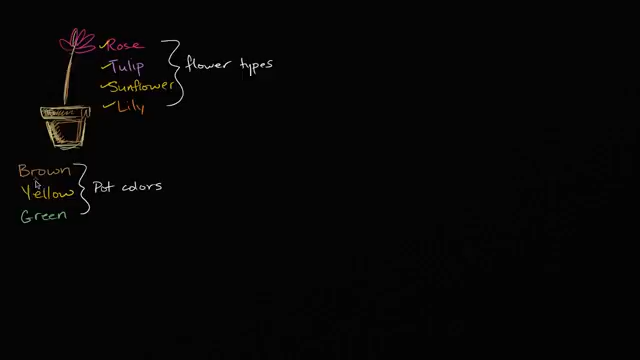 Rose
Tulip
Sunflower
Lily
flower types
Brown
Yellow
Green
Pot colors